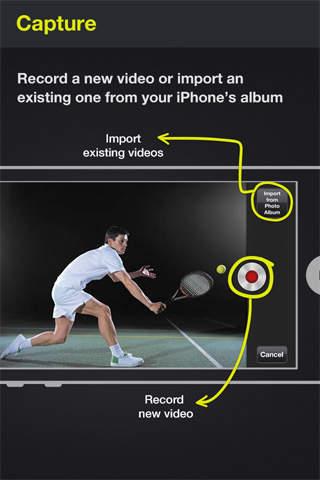 Capture
Record a new video or import an
existing one from your iPhone's album
Import
existing videos
Import
from
Photo
Album
Cancel
Record
new video